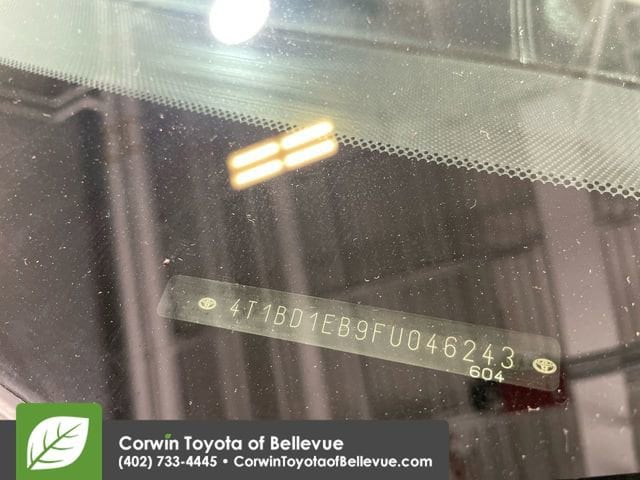 4T1BD1EB9FU046243
604
Corwin Toyota of Bellevue
(402) 733-4445 • CorwinToyotaofBellevue.com